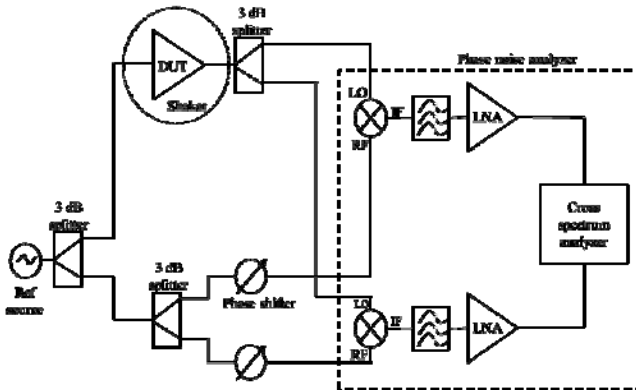 3 dB
splitter
DUT
Shaker
Phase noise analyzer
LO
IF
RF
LNA
3 dB
splitter
Ref
source
3 dB
splitter
Phase shifter
Cross
spectrum
analyzer
LO
IF
RF
LNA